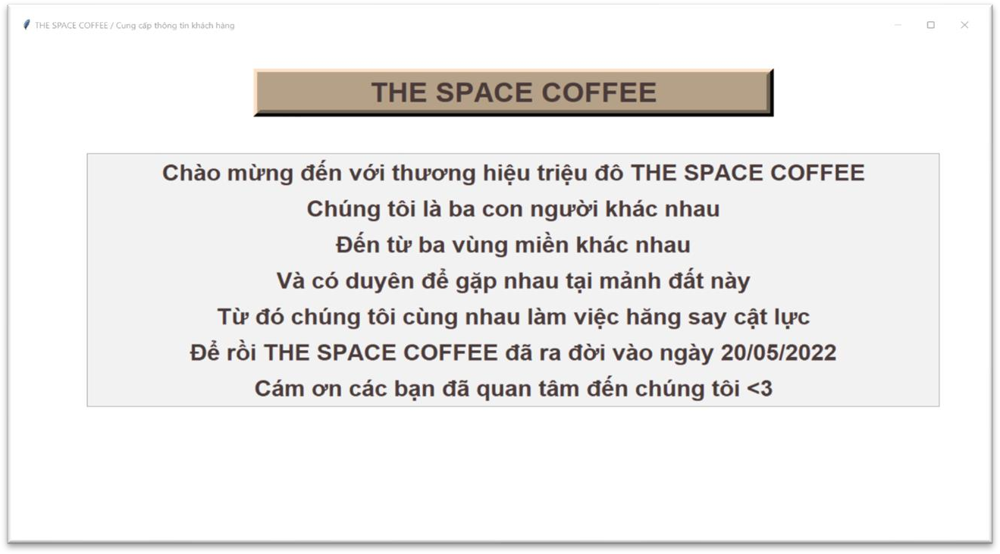 THE SPACE COFFEE / Cung cấp thông tin khách hàng
THE SPACE COFFEE
Chào mừng đến với thương hiệu triệu đô THE SPACE COFFEE
Chúng tôi là ba con người khác nhau
Đến từ ba vùng miền khác nhau
Và có duyên để gặp nhau tại mảnh đất này
Từ đó chúng tôi cùng nhau làm việc hăng say cật lực
Để rồi THE SPACE COFFEE đã ra đời vào ngày 20/05/2022
Cám ơn các bạn đã quan tâm đến chúng tôi <3